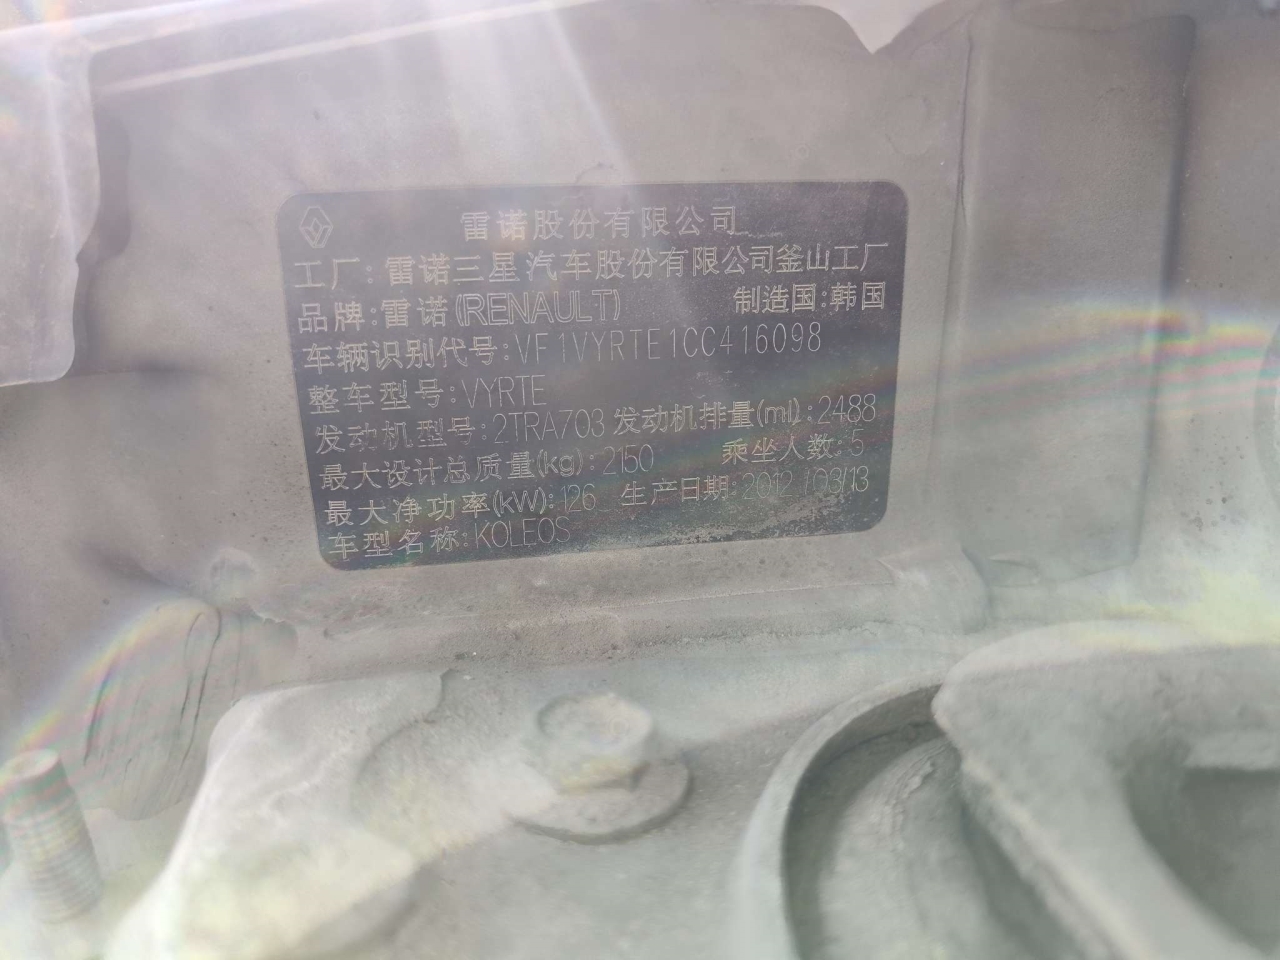 雷诺股份有限公司
工厂:雷诺三星汽车股份有限公司釜山工厂
品牌:雷诺(RENAULT) 制造国:韩国
车辆识别代号:VF1VYRTE1CC416098
整车型号:VYRTE
发动机型号:2TRA703 发动机排量(ml):2488
最大设计总质量(kg):2150 乘坐人数:5
最大净功率(kW):126 生产日期:2012/03/13
车型名称:KOLEOS